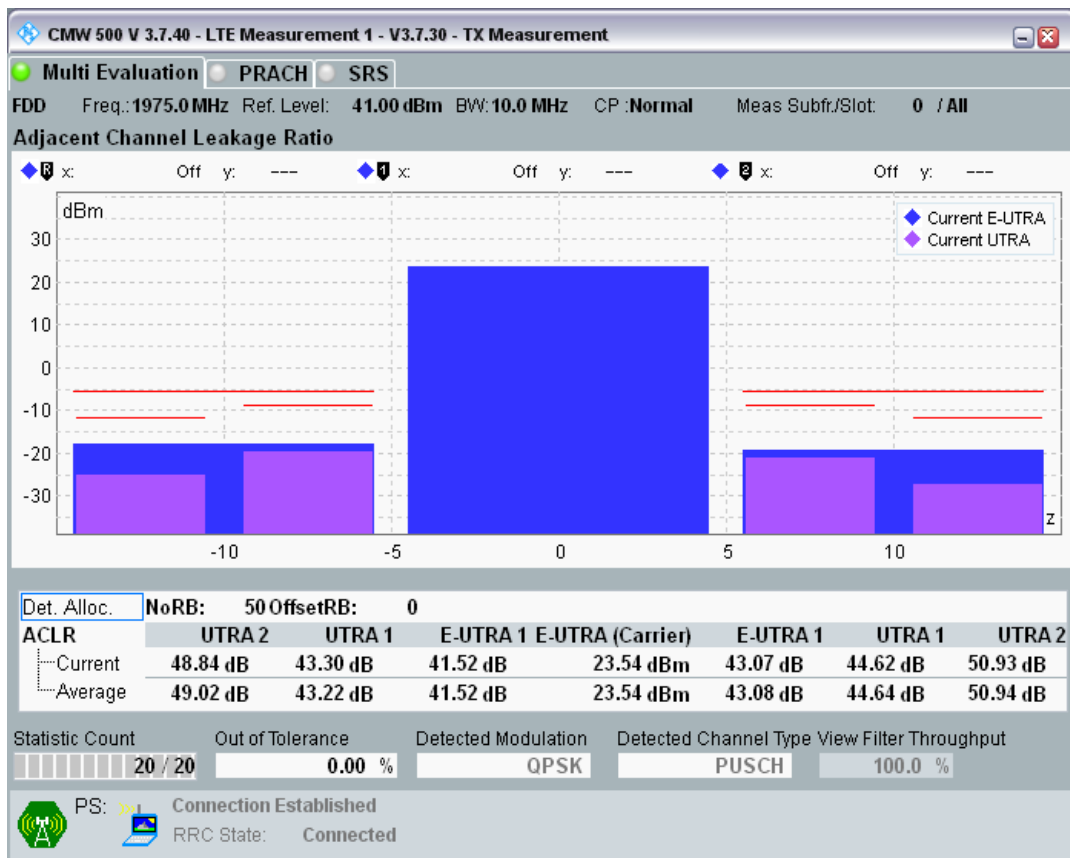 CMW 500 V 3.7.40 - LTE Measurement 1 - V3.7.30 - TX Measurement
Multi Evaluation PRACH SRS
FDD Freq.: 1975.0 MHz Ref. Level: 41.00 dBm BW: 10.0 MHz CP :Normal Meas Subfr./Slot: 0 / All
Adjacent Channel Leakage Ratio
R x: Off y: --- 1 x: Off y: --- 2 x: Off y: ---
dBm
Current E-UTRA
Current UTRA
30
20
10
0
-10
-20
-30
z
-10 -5 0 5 10
Det. Alloc. NoRB: 50 OffsetRB: 0
ACLR UTRA 2 UTRA 1 E-UTRA 1 E-UTRA (Carrier) E-UTRA 1 UTRA 1 UTRA 2
Current 48.84 dB 43.30 dB 41.52 dB 23.54 dBm 43.07 dB 44.62 dB 50.93 dB
Average 49.02 dB 43.22 dB 41.52 dB 23.54 dBm 43.08 dB 44.64 dB 50.94 dB
Statistic Count Out of Tolerance Detected Modulation Detected Channel Type View Filter Throughput
20 / 20 0.00 % QPSK PUSCH 100.0 %
PS: Connection Established
RRC State: Connected